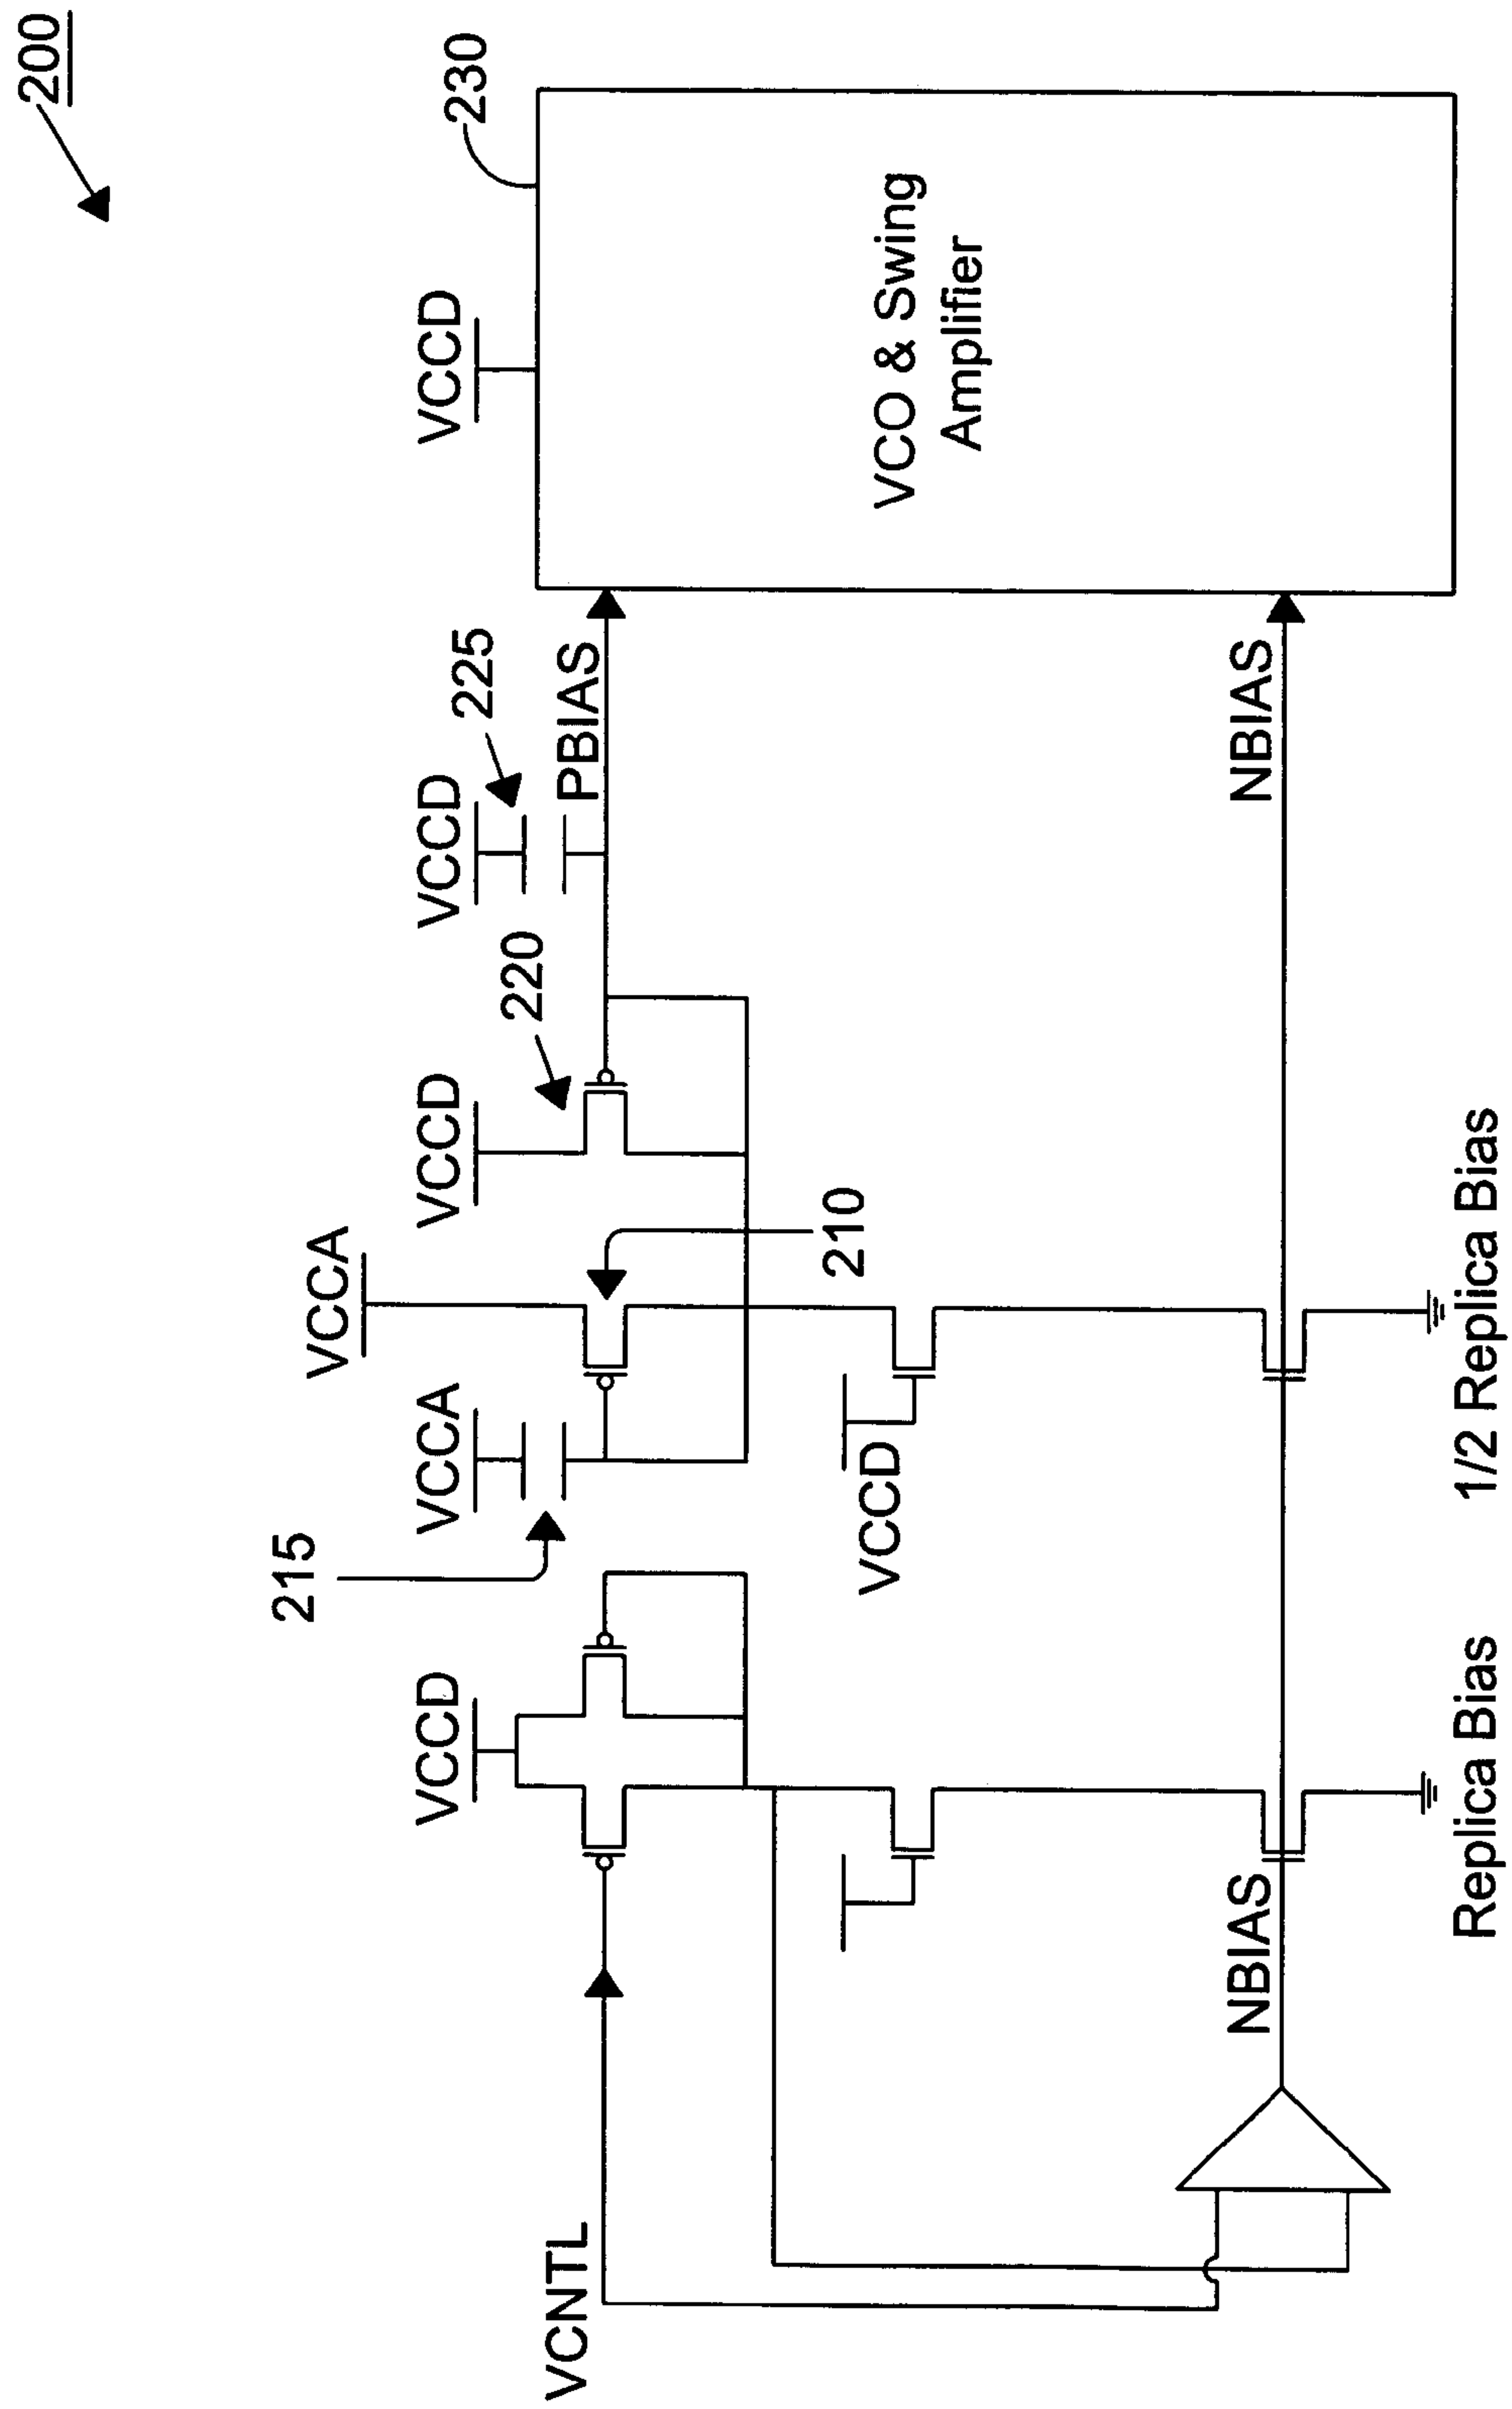 200
VCCA
215
VCCD
VCCA
VCCD
VCCD
VCCD
220
225
230
VCNTL
PBIAS
210
VCCD
VCO & Swing
Amplifier
NBIAS
NBIAS
Replica Bias
1/2 Replica Bias